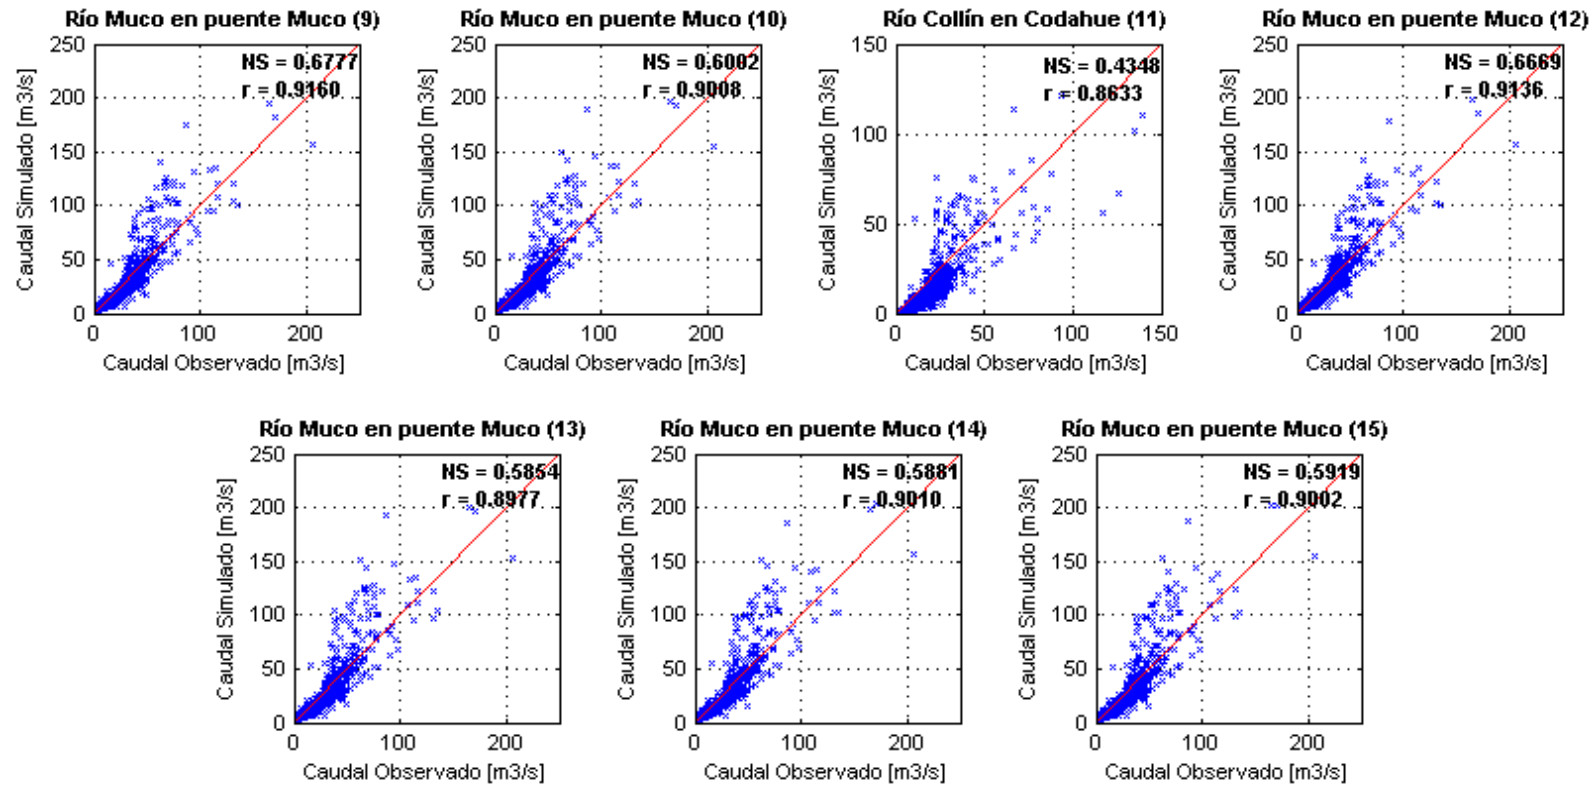 Río Muco en puente Muco (9)
250
200
150
100
50
0
0
100
200
NS = 0.6777
r = 0.9160
Caudal Simulado [m3/s]
Caudal Observado [m3/s]
Río Muco en puente Muco (10)
250
200
150
100
50
0
0
100
200
NS = 0.6002
r = 0.9008
Caudal Simulado [m3/s]
Caudal Observado [m3/s]
Río Collín en Codahue (11)
150
100
50
0
0
50
100
150
NS = 0.4348
r = 0.8633
Caudal Simulado [m3/s]
Caudal Observado [m3/s]
Río Muco en puente Muco (12)
250
200
150
100
50
0
0
100
200
NS = 0.6669
r = 0.9136
Caudal Simulado [m3/s]
Caudal Observado [m3/s]
Río Muco en puente Muco (13)
250
200
150
100
50
0
0
100
200
NS = 0.5854
r = 0.8977
Caudal Simulado [m3/s]
Caudal Observado [m3/s]
Río Muco en puente Muco (14)
250
200
150
100
50
0
0
100
200
NS = 0.5881
r = 0.9010
Caudal Simulado [m3/s]
Caudal Observado [m3/s]
Río Muco en puente Muco (15)
250
200
150
100
50
0
0
100
200
NS = 0.5919
r = 0.9002
Caudal Simulado [m3/s]
Caudal Observado [m3/s]